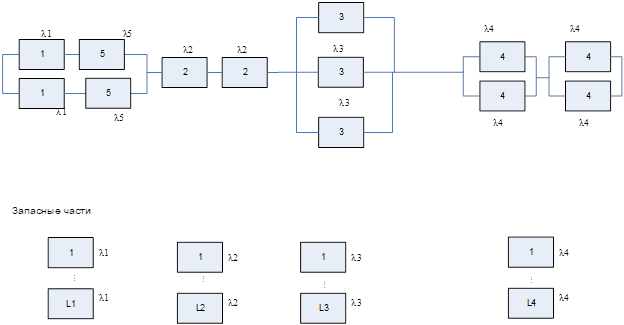 λ1 λ5 λ2 λ2 3 λ4 λ4
1 5 2 2 λ3 4 4
1 5 3 4 4
λ1 λ5 λ3 λ4 λ4
3
Запасные части
1 λ1 1 λ2 1 λ3 1 λ4
⋮ ⋮ ⋮ ⋮
L1 λ1 L2 λ2 L3 λ3 L4 λ4